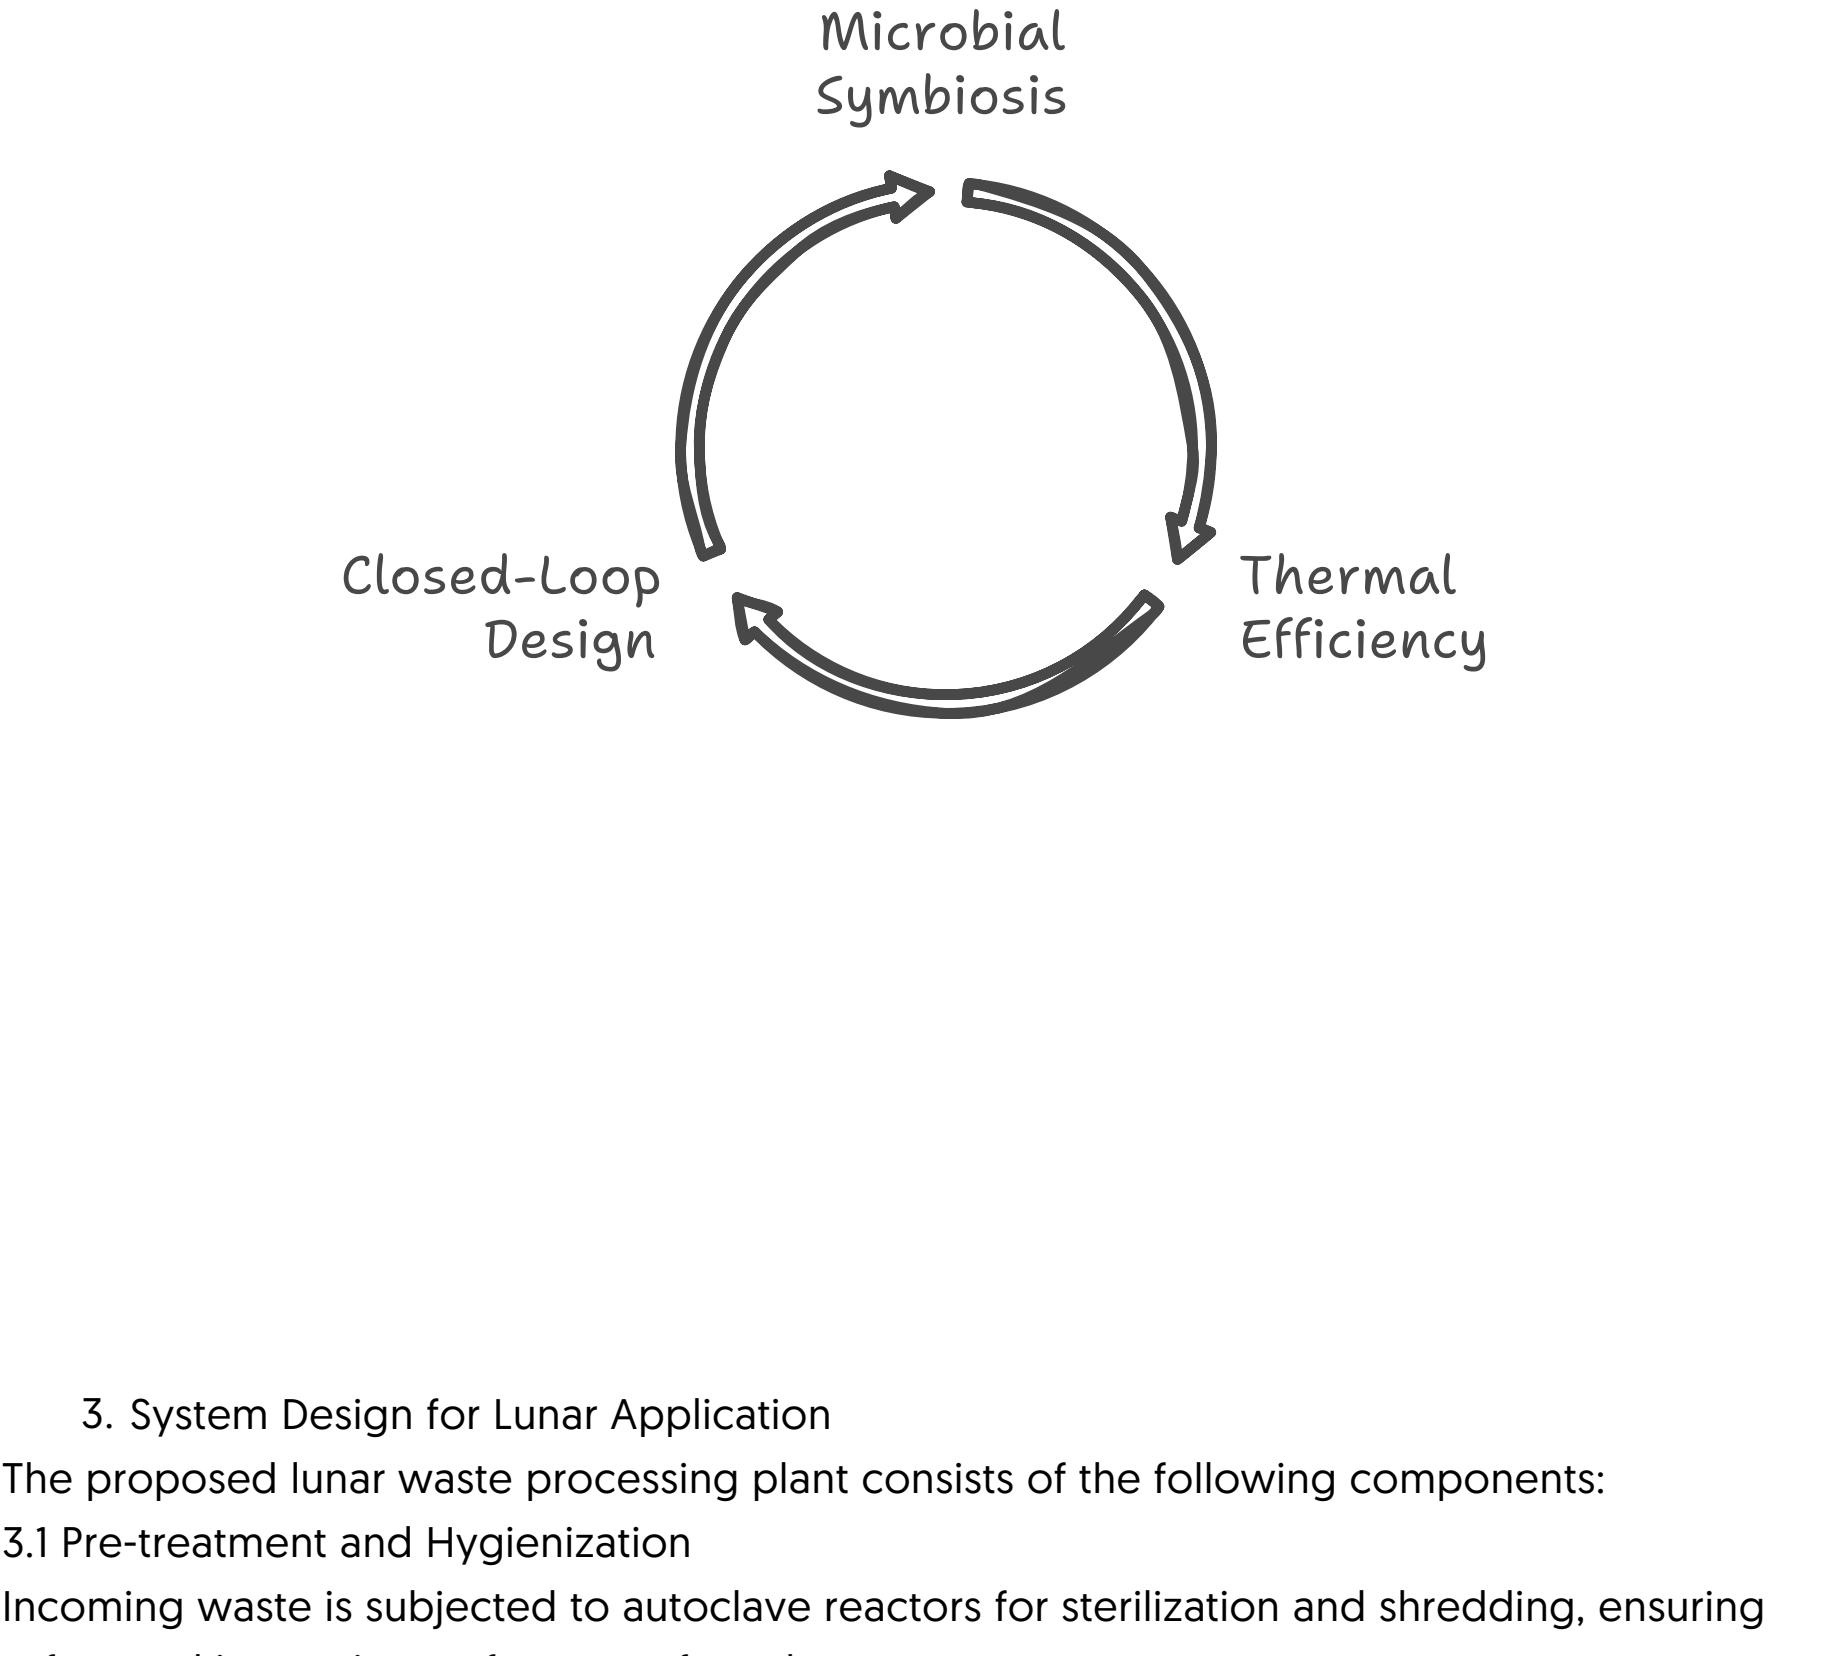 Microbial
Symbiosis
Closed-Loop
Design
Thermal
Efficiency
3. System Design for Lunar Application
The proposed lunar waste processing plant consists of the following components:
3.1 Pre-treatment and Hygienization
Incoming waste is subjected to autoclave reactors for sterilization and shredding, ensuring